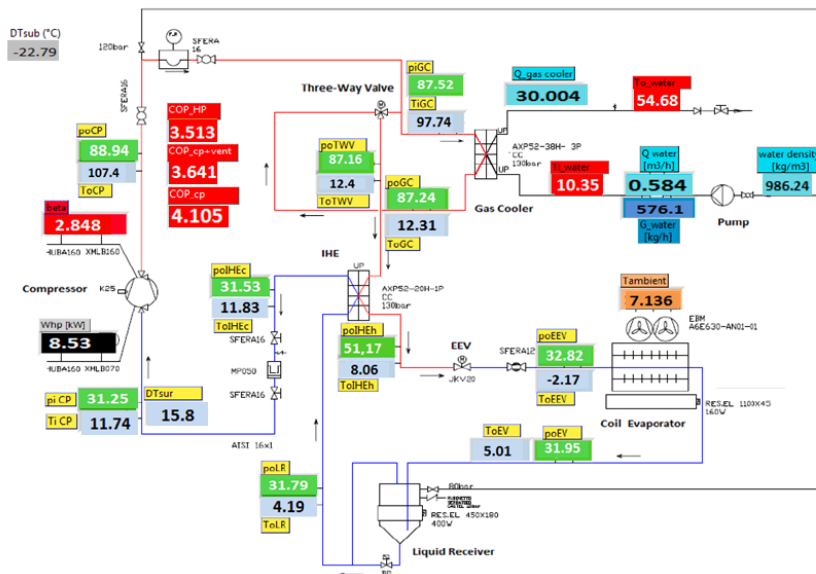 DTsub (°C)
-22.79
120bar
SFERA
16
SFERA16
Three-Way Valve
piGC
87.52
TiGC
97.74
Q_gas cooler
30.004
To_water
54.68
COP_HP
3.513
COP_cp+vent
3.641
COP_cp
4.105
poCP
88.94
107.4
ToCP
poTWV
87.16
12.4
ToTWV
poGC
87.24
12.31
ToGC
UP
UP
AXP52-38H- 3P
CC
130bar
Gas Cooler
Ti_water
10.35
Q water
[m3/h]
0.584
576.1
G_water
[kg/h]
Pump
water density
[kg/m3]
986.24
beta
2.848
HUBA160 XMLB160
Compressor
K25
Whp [kW]
8.53
HUBA160 XMLB070
pi CP
31.25
Ti CP
11.74
DTsur
15.8
AISI 16x1
IHE
UP
AXP52-20H-1P
CC
130bar
poIHEc
31.53
11.83
ToIHEc
SFERA16
MP050
SFERA16
poIHEh
51,17
8.06
ToIHEh
EEV
JKV20
SFERA12
poEEV
32.82
-2.17
ToEEV
Tambient
7.136
EBM
A6E630-AN01-01
RES.EL 1100X45
160W
Coil Evaporator
ToEV
5.01
poEV
31.95
poLR
31.79
4.19
ToLR
80bar
RES.EL 450X180
400W
Liquid Receiver